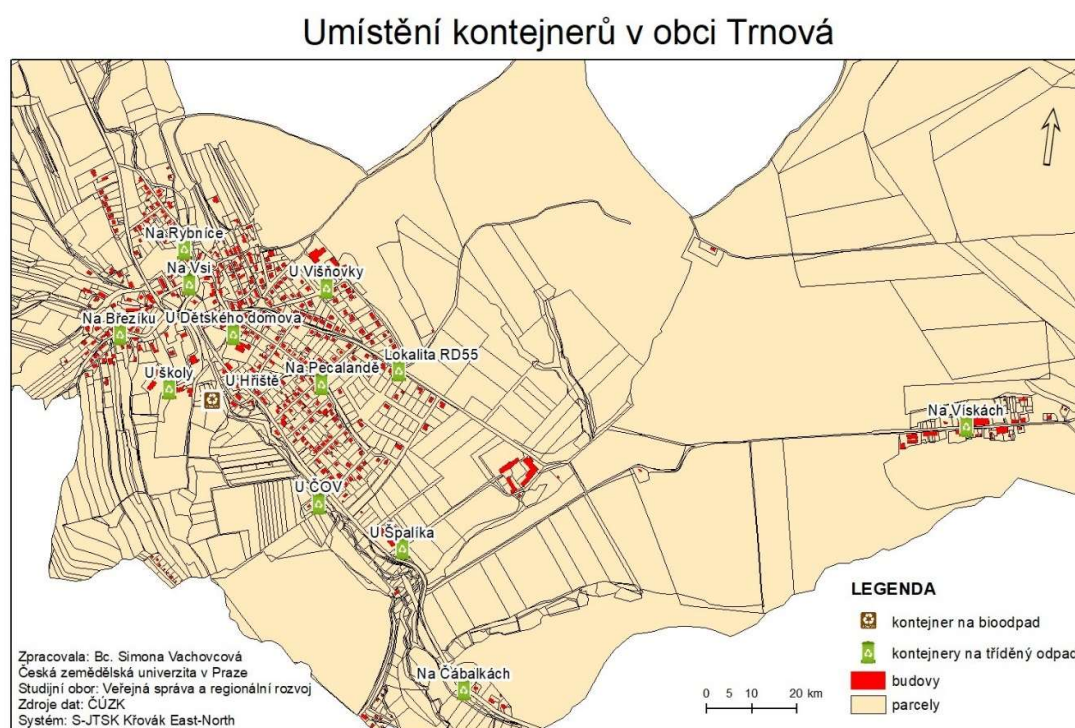 Umístění kontejnerů v obci Trnová
Na Rybníce
Na Vsi
U Višňovky
Na Březíku
U Dětského domova
Lokalita RD55
U školy
U Hřiště
Na Pecalandě
Na Vískách
U ČOV
U Špalíka
Na Čábalkách
LEGENDA
kontejner na bioodpad
kontejnery na tříděný odpad
budovy
parcely
0 5 10 20 km
Zpracovala: Bc. Simona Vachovcová
Česká zemědělská univerzita v Praze
Studijní obor: Veřejná správa a regionální rozvoj
Zdroje dat: ČÚZK
Systém: S-JTSK Křovák East-North